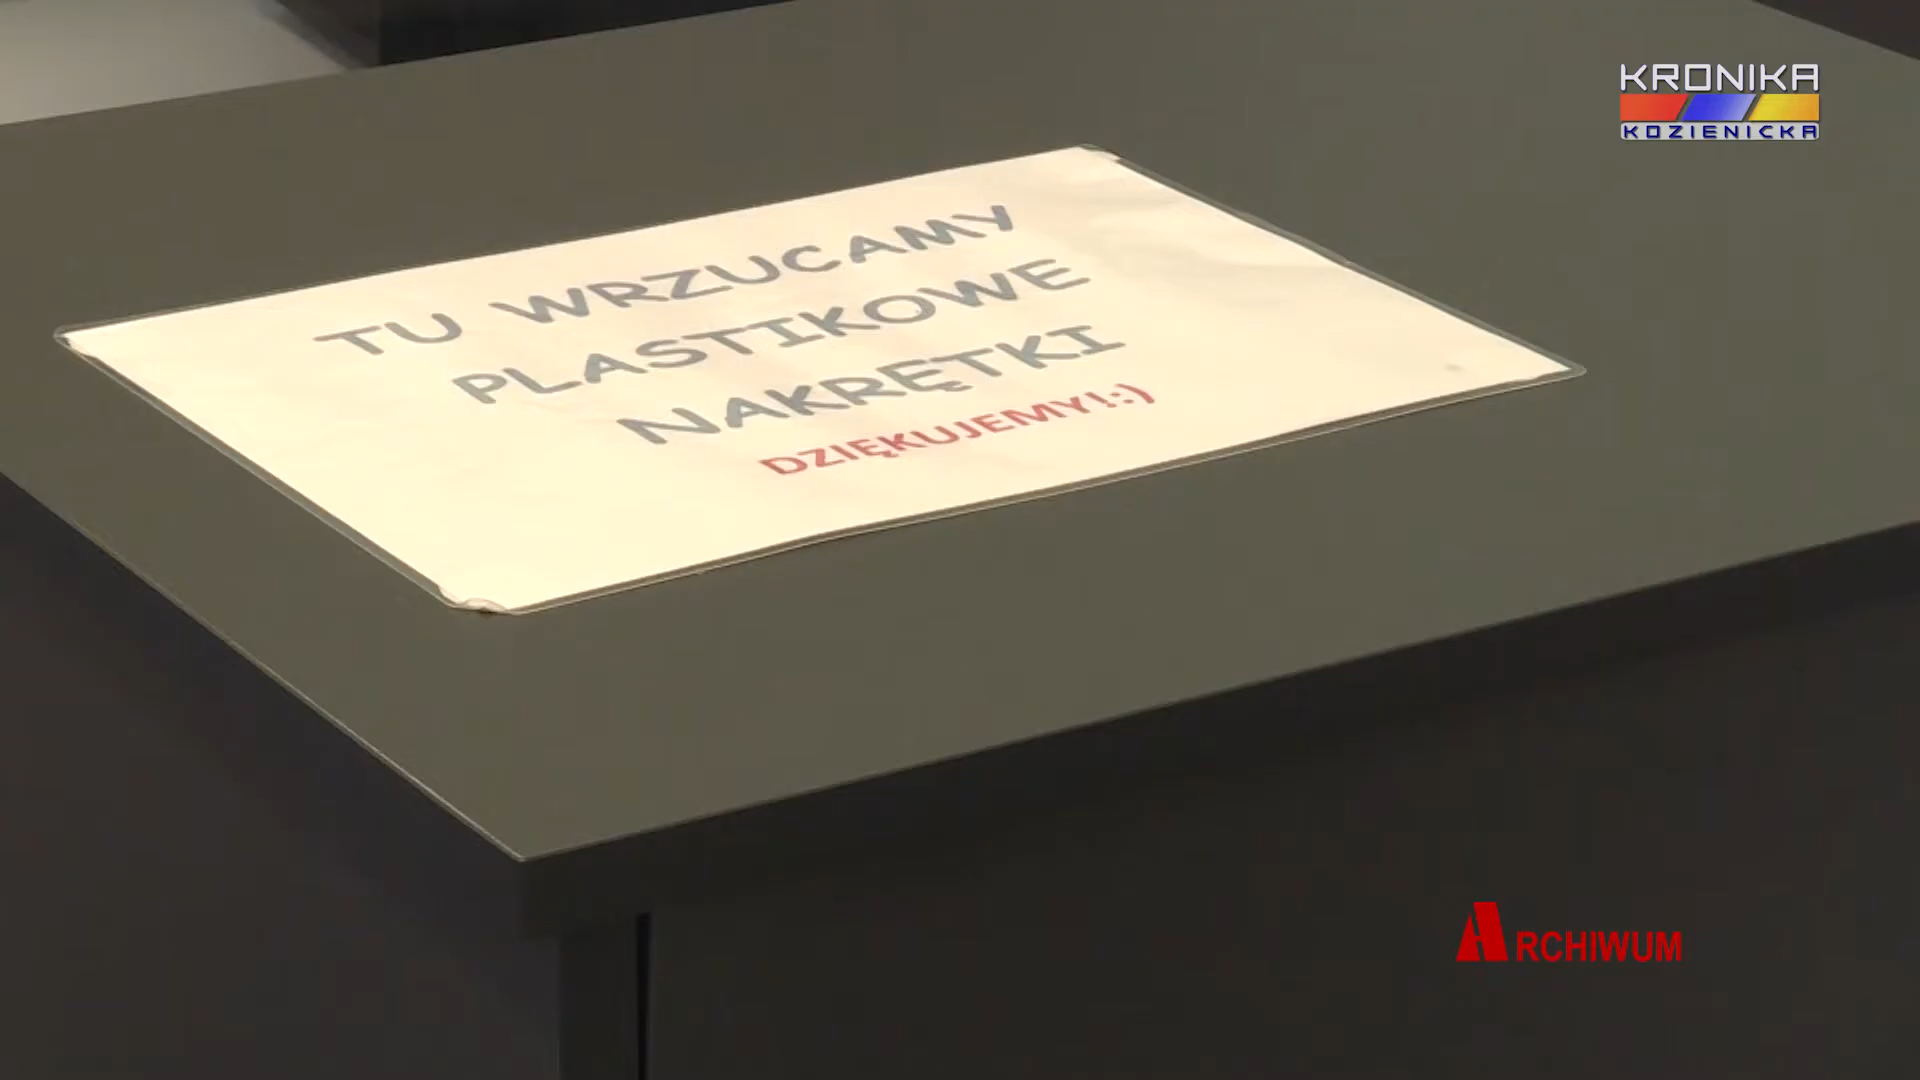 KRONIKA
KOZIENICKA
TU WRZUCAMY
PLASTIKOWE
NAKRĘTKI
DZIĘKUJEMY!:)
ARCHIWUM